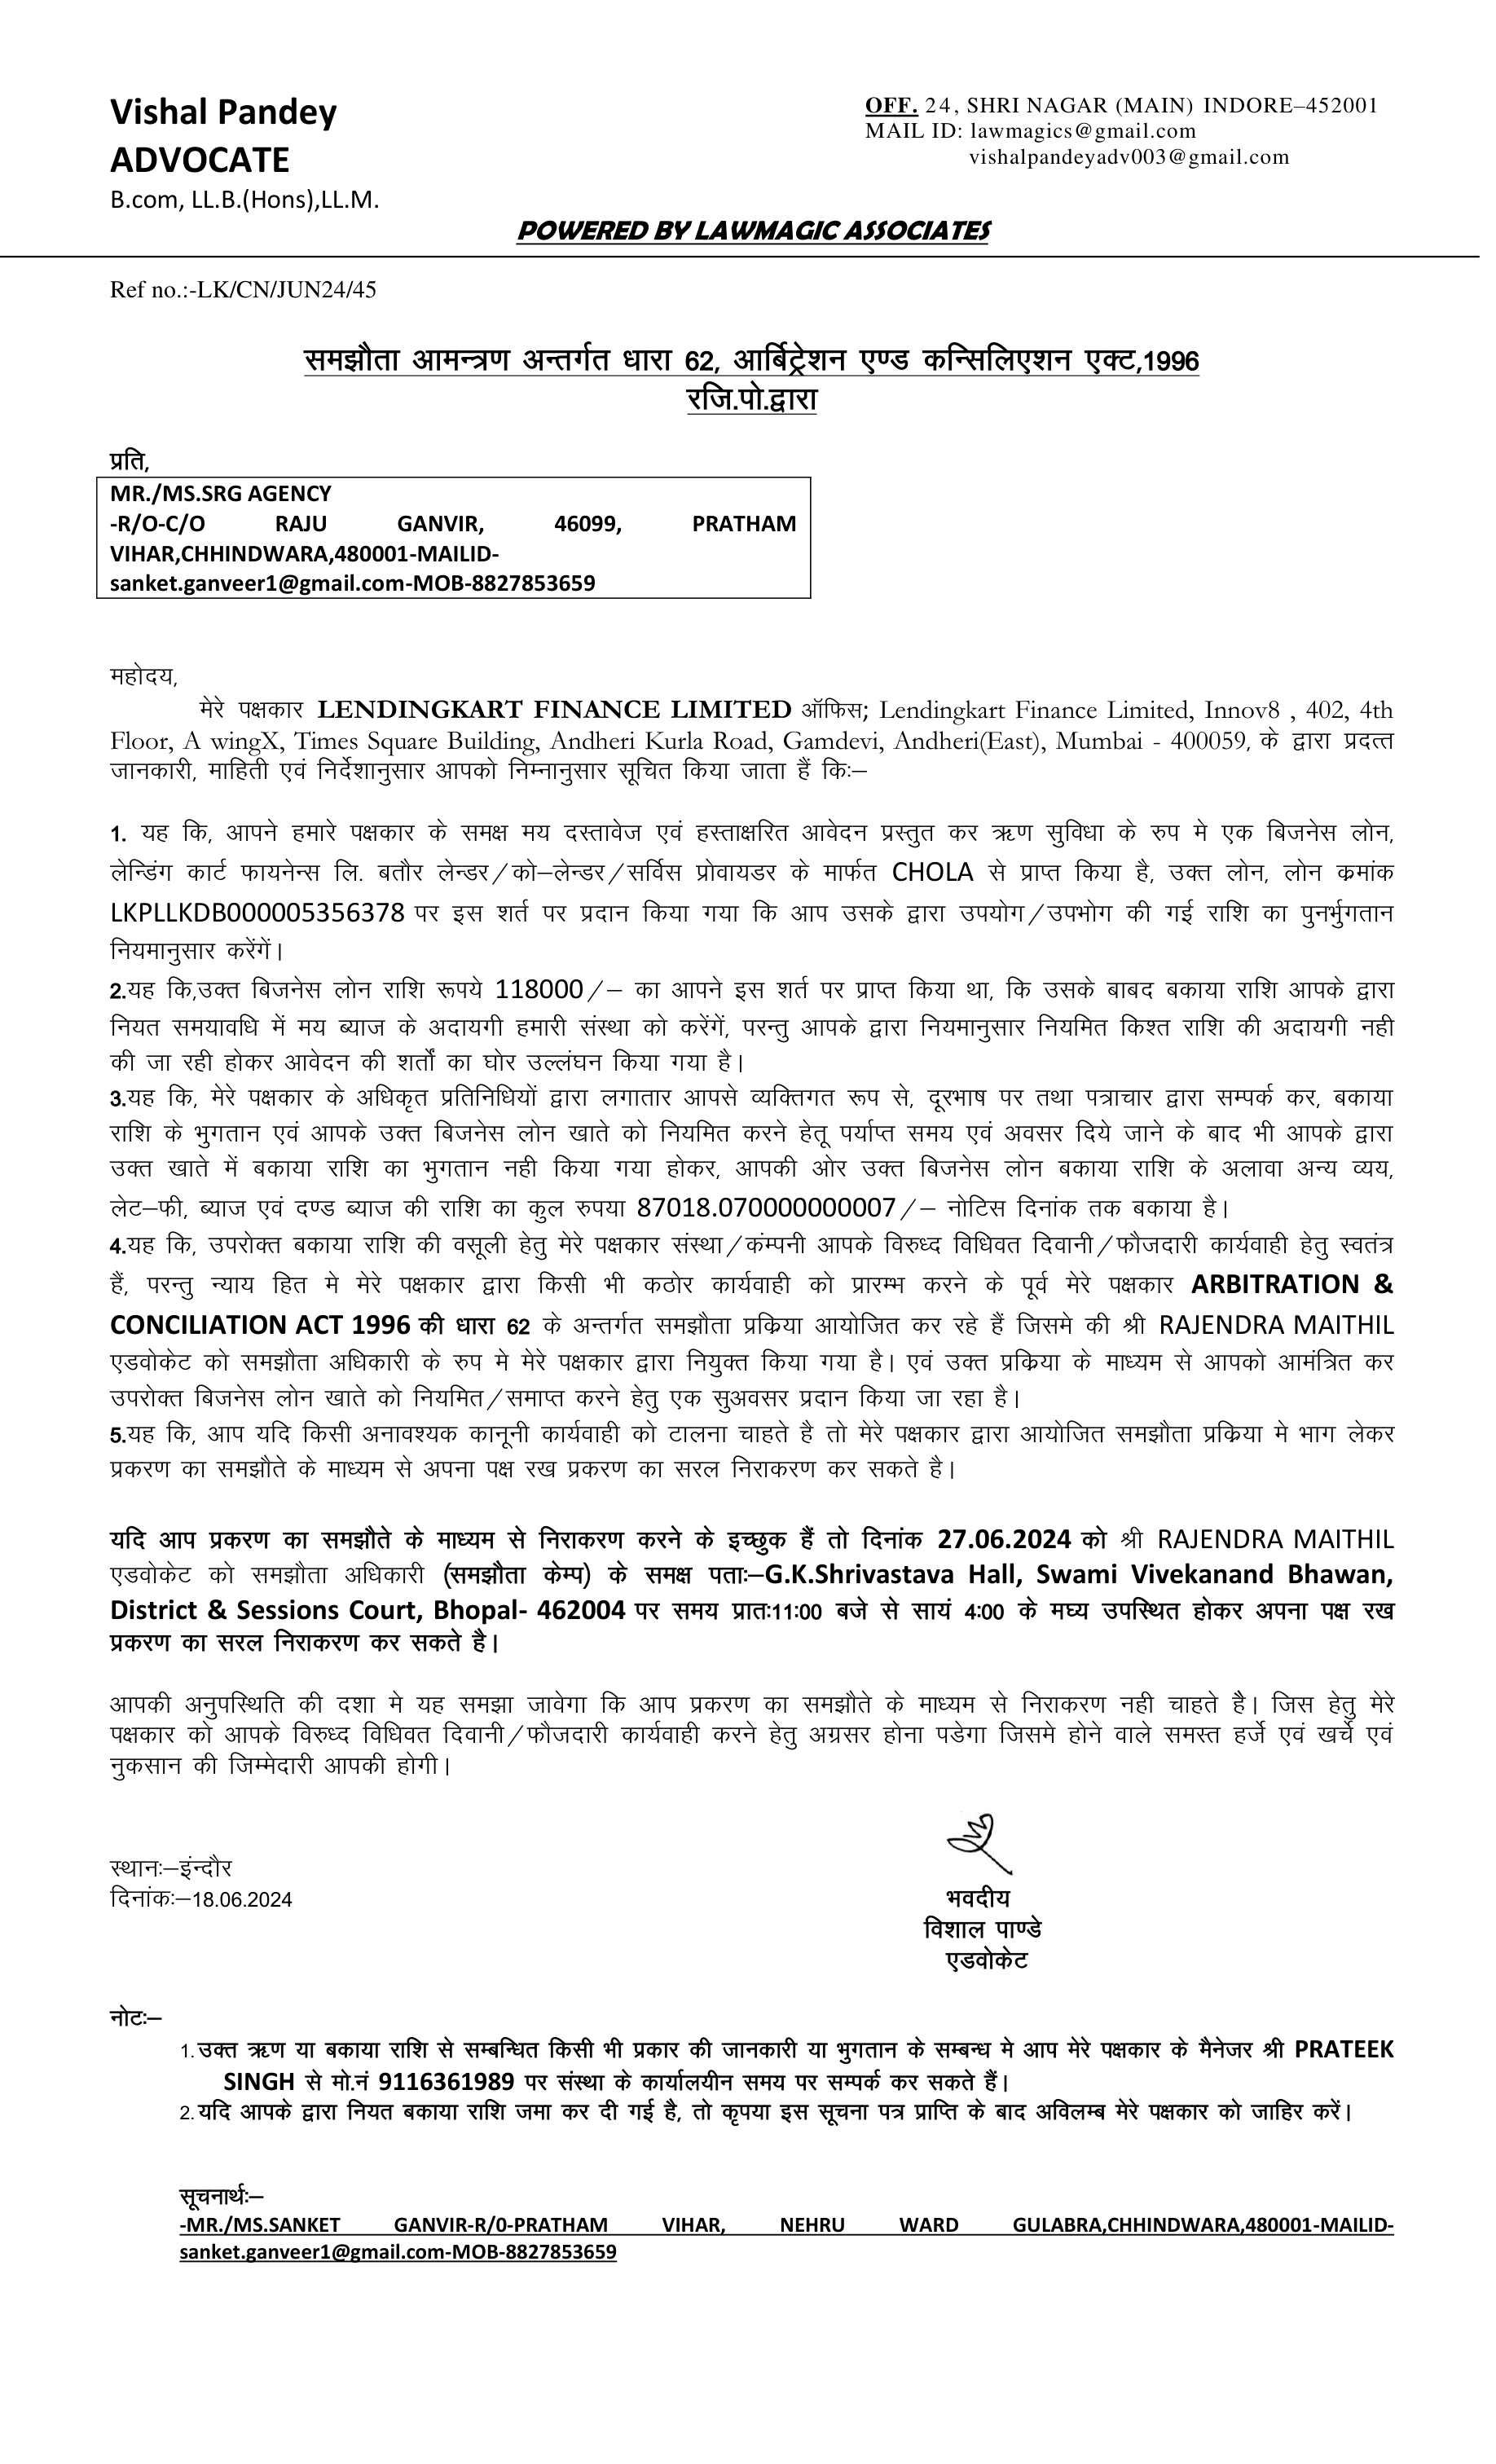 Vishal Pandey
ADVOCATE
B.com, LL.B.(Hons),LL.M.
OFF. 24, SHRI NAGAR (MAIN) INDORE–452001
MAIL ID: lawmagics@gmail.com
vishalpandeyadv003@gmail.com
POWERED BY LAWMAGIC ASSOCIATES
Ref no.:-LK/CN/JUN24/45
समझौता आमन्त्रण अन्तर्गत धारा 62, आर्बिट्रेशन एण्ड कन्सिलिएशन एक्ट,1996
रजि.पो.द्वारा
प्रति,
MR./MS.SRG AGENCY
-R/O-C/O RAJU GANVIR, 46099, PRATHAM
VIHAR,CHHINDWARA,480001-MAILID-
sanket.ganveer1@gmail.com-MOB-8827853659
महोदय,
मेरे पक्षकार LENDINGKART FINANCE LIMITED ऑफिस; Lendingkart Finance Limited, Innov8 , 402, 4th
Floor, A wingX, Times Square Building, Andheri Kurla Road, Gamdevi, Andheri(East), Mumbai - 400059, के द्वारा प्रदत्त
जानकारी, माहिती एवं निर्देशानुसार आपको निम्नानुसार सूचित किया जाता हैं किः–
1. यह कि, आपने हमारे पक्षकार के समक्ष मय दस्तावेज एवं हस्ताक्षरित आवेदन प्रस्तुत कर ऋण सुविधा के रुप मे एक बिजनेस लोन,
लेन्डिंग कार्ट फायनेन्स लि. बतौर लेन्डर/को–लेन्डर/सर्विस प्रोवायडर के मार्फत CHOLA से प्राप्त किया है, उक्त लोन, लोन क्रमांक
LKPLLKDB000005356378 पर इस शर्त पर प्रदान किया गया कि आप उसके द्वारा उपयोग/उपभोग की गई राशि का पुनर्भुगतान
नियमानुसार करेंगें।
2.यह कि,उक्त बिजनेस लोन राशि रूपये 118000/– का आपने इस शर्त पर प्राप्त किया था, कि उसके बाबद बकाया राशि आपके द्वारा
नियत समयावधि में मय ब्याज के अदायगी हमारी संस्था को करेंगें, परन्तु आपके द्वारा नियमानुसार नियमित किश्त राशि की अदायगी नही
की जा रही होकर आवेदन की शर्तों का घोर उल्लंघन किया गया है।
3.यह कि, मेरे पक्षकार के अधिकृत प्रतिनिधियों द्वारा लगातार आपसे व्यक्तिगत रूप से, दूरभाष पर तथा पत्राचार द्वारा सम्पर्क कर, बकाया
राशि के भुगतान एवं आपके उक्त बिजनेस लोन खाते को नियमित करने हेतू पर्याप्त समय एवं अवसर दिये जाने के बाद भी आपके द्वारा
उक्त खाते में बकाया राशि का भुगतान नही किया गया होकर, आपकी ओर उक्त बिजनेस लोन बकाया राशि के अलावा अन्य व्यय,
लेट–फी, ब्याज एवं दण्ड ब्याज की राशि का कुल रुपया 87018.070000000007/– नोटिस दिनांक तक बकाया है।
4.यह कि, उपरोक्त बकाया राशि की वसूली हेतु मेरे पक्षकार संस्था/कंम्पनी आपके विरुध्द विधिवत दिवानी/फौजदारी कार्यवाही हेतु स्वतंत्र
हैं, परन्तु न्याय हित मे मेरे पक्षकार द्वारा किसी भी कठोर कार्यवाही को प्रारम्भ करने के पूर्व मेरे पक्षकार ARBITRATION &
CONCILIATION ACT 1996 की धारा 62 के अन्तर्गत समझौता प्रक्रिया आयोजित कर रहे हैं जिसमे की श्री RAJENDRA MAITHIL
एडवोकेट को समझौता अधिकारी के रुप मे मेरे पक्षकार द्वारा नियुक्त किया गया है। एवं उक्त प्रक्रिया के माध्यम से आपको आमंत्रित कर
उपरोक्त बिजनेस लोन खाते को नियमित/समाप्त करने हेतु एक सुअवसर प्रदान किया जा रहा है।
5.यह कि, आप यदि किसी अनावश्यक कानूनी कार्यवाही को टालना चाहते है तो मेरे पक्षकार द्वारा आयोजित समझौता प्रक्रिया मे भाग लेकर
प्रकरण का समझौते के माध्यम से अपना पक्ष रख प्रकरण का सरल निराकरण कर सकते है।
यदि आप प्रकरण का समझौते के माध्यम से निराकरण करने के इच्छुक हैं तो दिनांक 27.06.2024 को श्री RAJENDRA MAITHIL
एडवोकेट को समझौता अधिकारी (समझौता केम्प) के समक्ष पताः–G.K.Shrivastava Hall, Swami Vivekanand Bhawan,
District & Sessions Court, Bhopal- 462004 पर समय प्रातः11:00 बजे से सायं 4:00 के मघ्य उपस्थित होकर अपना पक्ष रख
प्रकरण का सरल निराकरण कर सकते है।
आपकी अनुपस्थिति की दशा मे यह समझा जावेगा कि आप प्रकरण का समझौते के माध्यम से निराकरण नही चाहते है। जिस हेतु मेरे
पक्षकार को आपके विरुध्द विधिवत दिवानी/फौजदारी कार्यवाही करने हेतु अग्रसर होना पडेगा जिसमे होने वाले समस्त हर्जे एवं खर्चे एवं
नुकसान की जिम्मेदारी आपकी होगी।
स्थानः–इंन्दौर
दिनांकः–18.06.2024
भवदीय
विशाल पाण्डे
एडवोकेट
नोटः–
1.उक्त ऋण या बकाया राशि से सम्बन्धित किसी भी प्रकार की जानकारी या भुगतान के सम्बन्ध मे आप मेरे पक्षकार के मैनेजर श्री PRATEEK
SINGH से मो.नं 9116361989 पर संस्था के कार्यालयीन समय पर सम्पर्क कर सकते हैं।
2.यदि आपके द्वारा नियत बकाया राशि जमा कर दी गई है, तो कृपया इस सूचना पत्र प्राप्ति के बाद अविलम्ब मेरे पक्षकार को जाहिर करें।
सूचनार्थः–
-MR./MS.SANKET GANVIR-R/0-PRATHAM VIHAR, NEHRU WARD GULABRA,CHHINDWARA,480001-MAILID-
sanket.ganveer1@gmail.com-MOB-8827853659